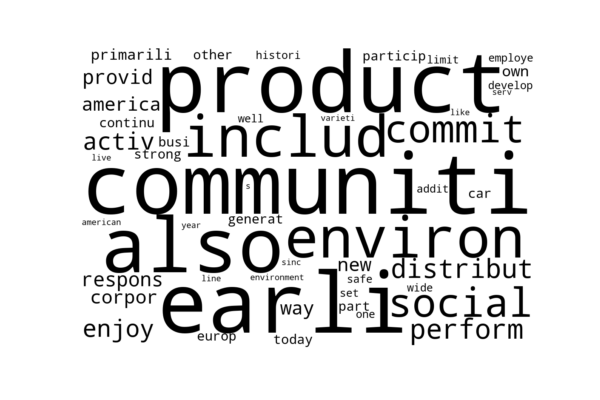 primarili other histori particip limit employe
provid product own
develop
serv
america
continu well varieti like
activ busi includ commit
strong
live
communiti
s addit car
american year generat
also environ
sinc new distribut
respons line environment safe
corpor earli way set wide social
part one
enjoy europ today perform